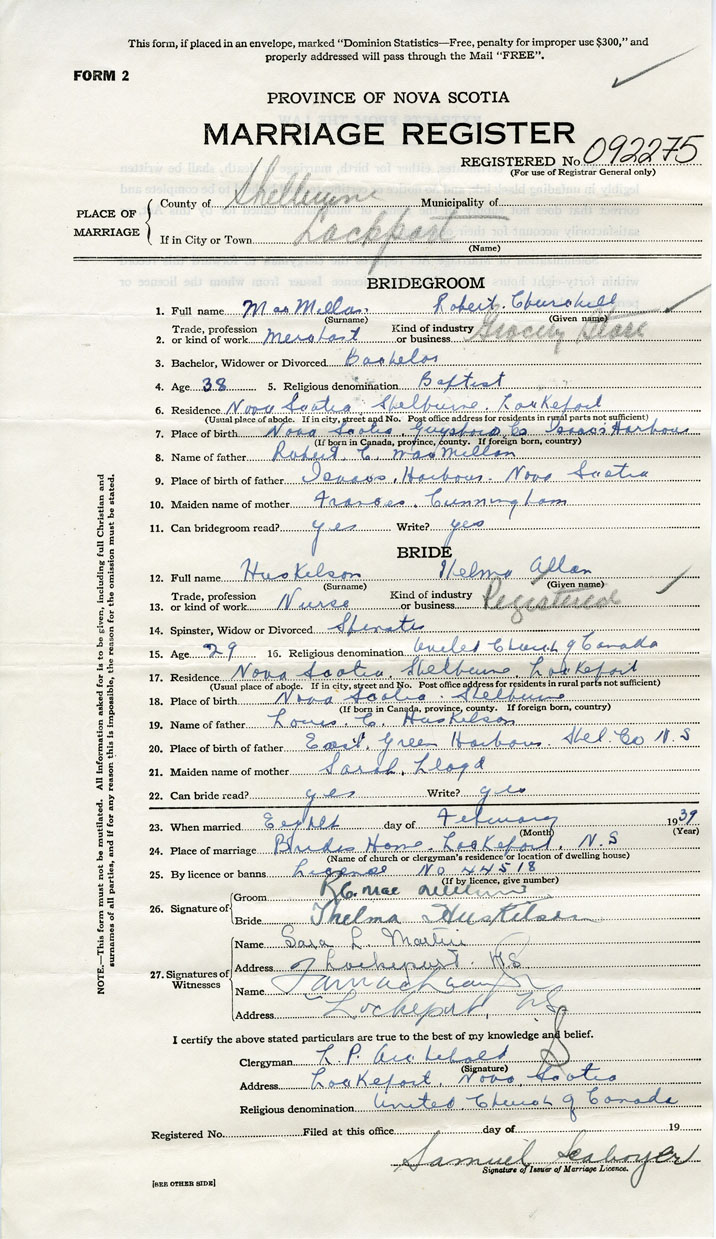 This form, if placed in an envelope, marked “Dominion Statistics—Free, penalty for improper use $300,” and
properly addressed will pass through the Mail “FREE”.
FORM 2
PROVINCE OF NOVA SCOTIA
MARRIAGE REGISTER
REGISTERED No. 092275
(For use of Registrar General only)
PLACE OF MARRIAGE
County of Shelburne Municipality of
If in City or Town Lockport
(Name)
BRIDEGROOM
1. Full name MacMillan Robert Churchill
(Surname) (Given name)
2. Trade, profession or kind of work Merchant Kind of industry or business Grocery Store
3. Bachelor, Widower or Divorced Bachelor
4. Age 38 5. Religious denomination Baptist
6. Residence Nova Scotia Shelburne Lockeport
(Usual place of abode. If in city, street and No. Post office address for residents in rural parts not sufficient)
7. Place of birth Nova Scotia, Guysboro Co Isaacs Harbour
(If born in Canada, province, county. If foreign born, country)
8. Name of father Robert C. MacMillan
9. Place of birth of father Isaacs Harbour Nova Scotia
10. Maiden name of mother Frances Cunningham
11. Can bridegroom read? yes Write? yes
BRIDE
12. Full name Huskelson Thelma Allan
(Surname) (Given name)
13. Trade, profession or kind of work Nurse Kind of industry or business Registered
14. Spinster, Widow or Divorced
15. Age 29 16. Religious denomination United Church of Canada
17. Residence Nova Scotia Shelburne Lockeport
(Usual place of abode. If in city, street and No. Post office address for residents in rural parts not sufficient)
18. Place of birth Nova Scotia Shelburne
(If born in Canada, province, county. If foreign born, country)
19. Name of father Louis C. Huskelson
20. Place of birth of father East Green Harbour Shel. Co N.S
21. Maiden name of mother Sarah Lloyd
22. Can bride read? yes Write? yes
23. When married Eighth day of February 1939
(Month) (Year)
24. Place of marriage Brides Home Lockeport, N.S
(Name of church or clergyman's residence or location of dwelling house)
25. By licence or banns License No 44518
(If by licence, give number)
26. Signature of
Groom R.C. MacMillan
Bride Thelma Huskilson
27. Signatures of Witnesses
Name Sara L. Martin
Address Lockeport N.S
Name
Address Lockeport, N.S
I certify the above stated particulars are true to the best of my knowledge and belief.
Clergyman L. P. Archibald
(Signature)
Address Lockeport, Nova Scotia
Religious denomination United Church of Canada
Registered No. Filed at this office day of 19
Samuel Seaboyer
Signature of Issuer of Marriage Licence.
[SEE OTHER SIDE]
NOTE.—This form must not be mutilated. All information asked for is to be given, including full Christian and
surnames of all parties, and if for any reason this is impossible, the reason for the omission must be stated.